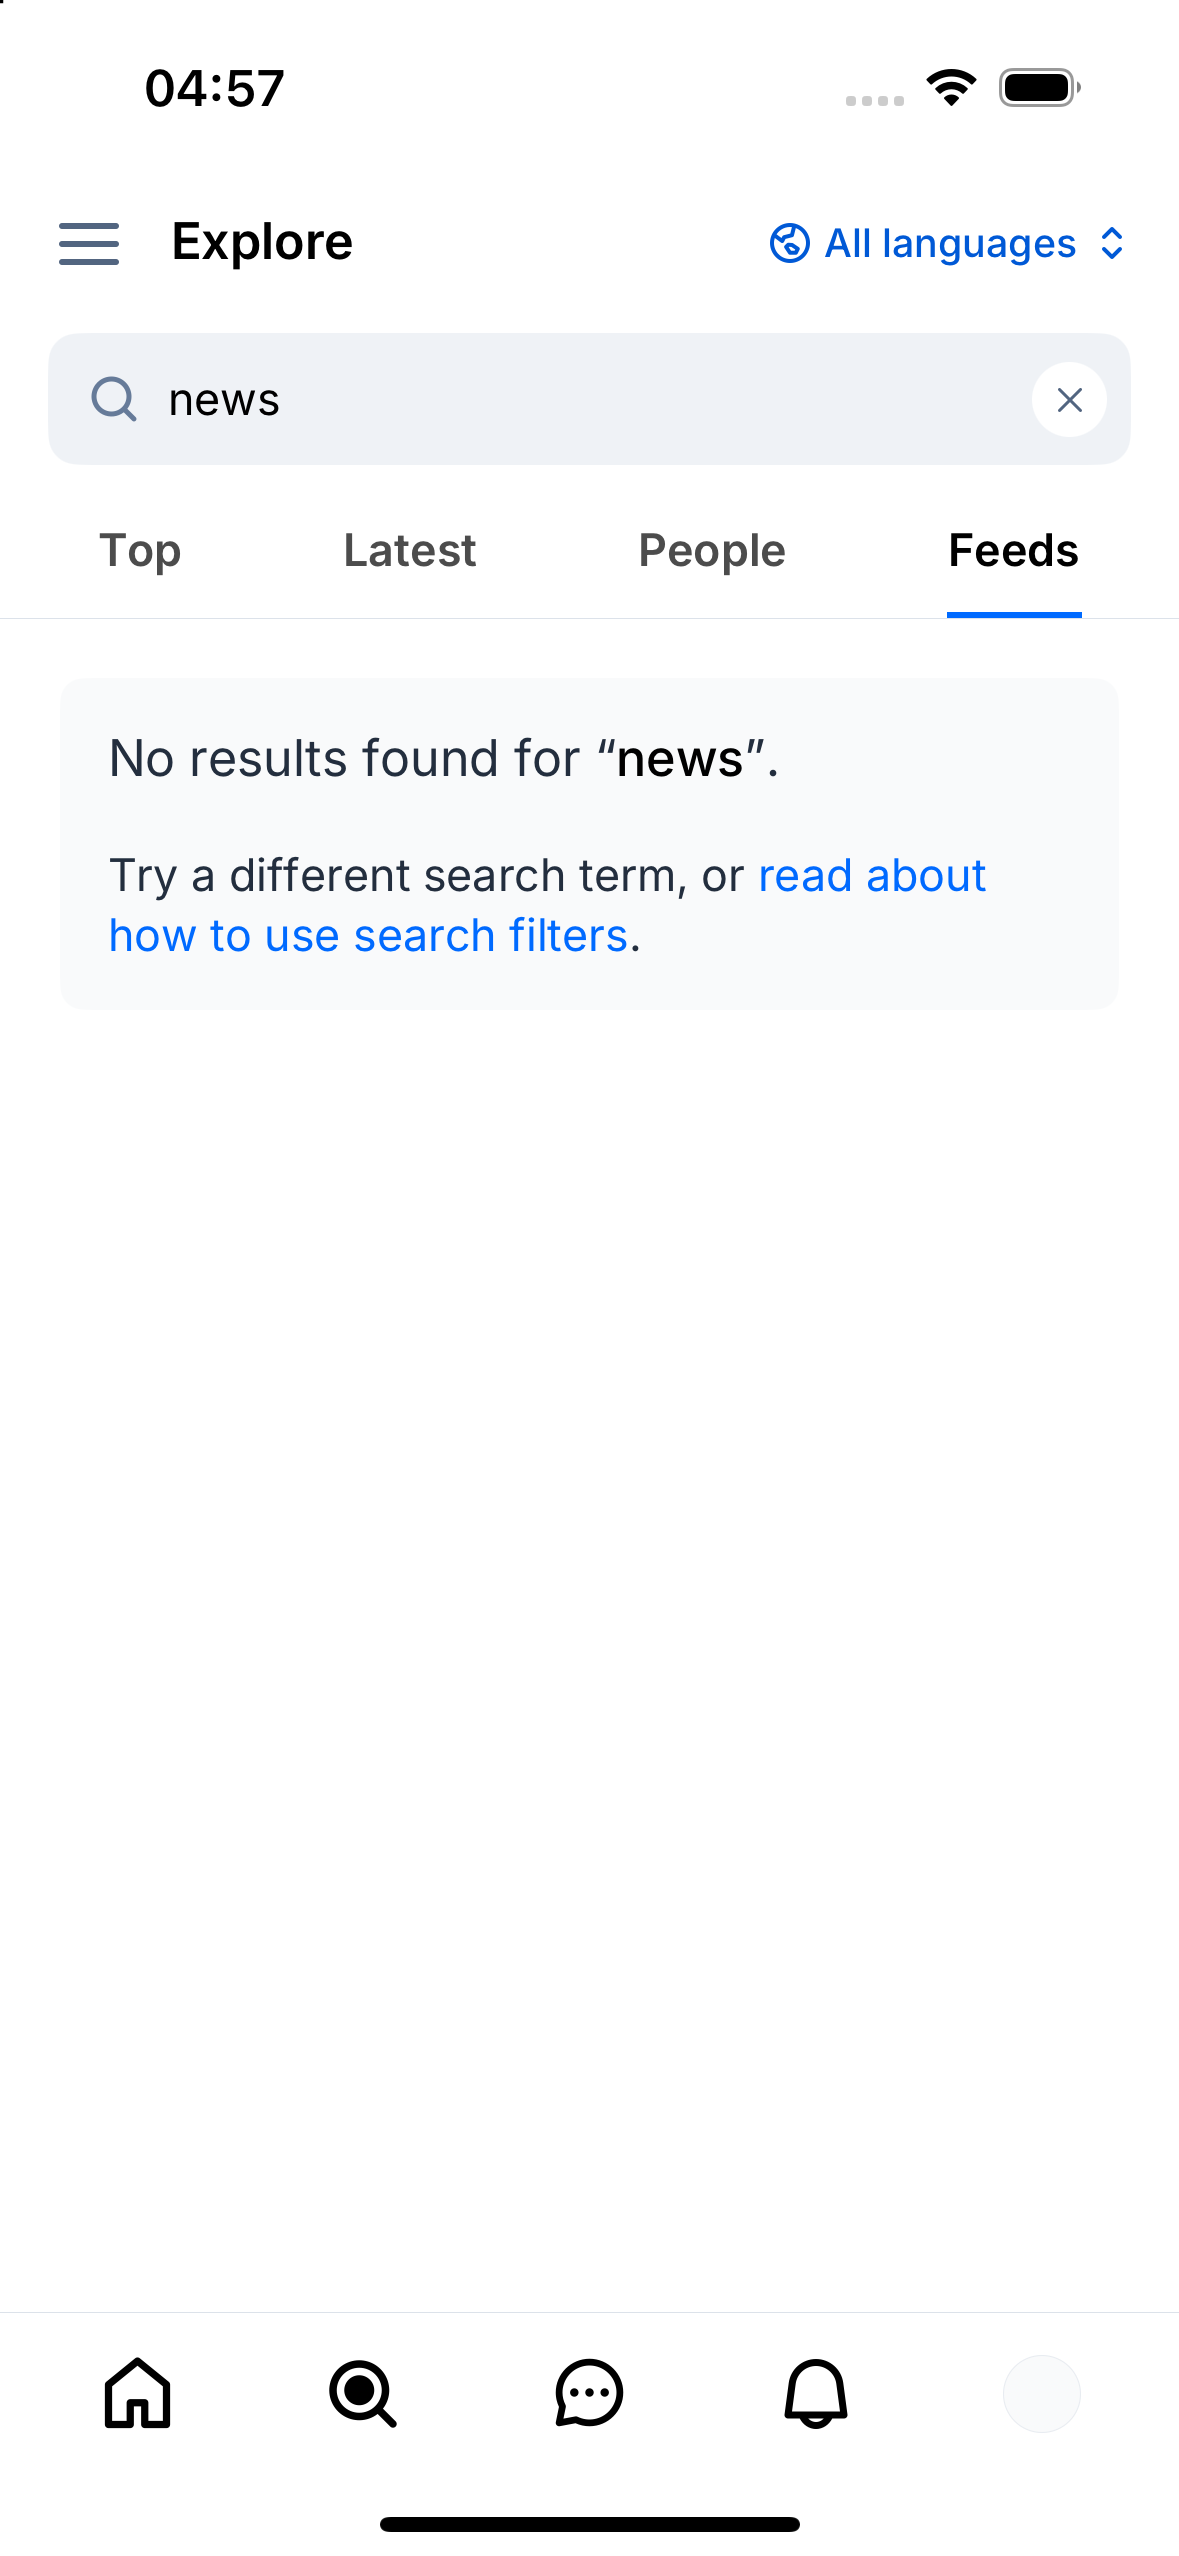 04:57
Explore
All languages
news
Top Latest People Feeds
No results found for “news”.
Try a different search term, or read about
how to use search filters.